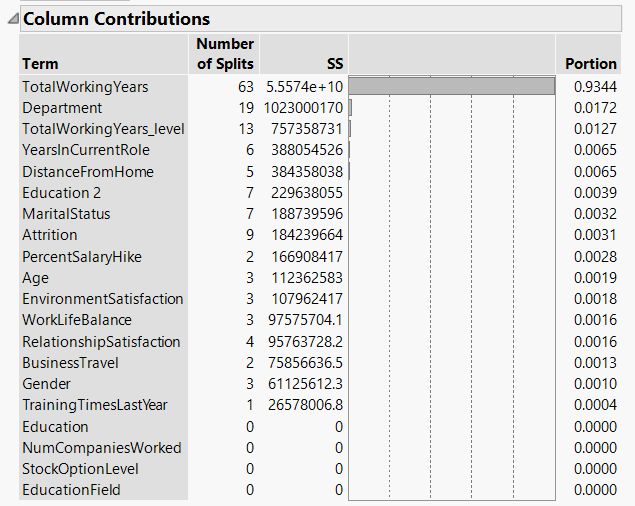 Column Contributions
Term Number of Splits SS Portion
TotalWorkingYears 63 5.5574e+10 0.9344
Department 19 1023000170 0.0172
TotalWorkingYears_level 13 757358731 0.0127
YearsInCurrentRole 6 388054526 0.0065
DistanceFromHome 5 384358038 0.0065
Education 2 7 229638055 0.0039
MaritalStatus 7 188739596 0.0032
Attrition 9 184239664 0.0031
PercentSalaryHike 2 166908417 0.0028
Age 3 112362583 0.0019
EnvironmentSatisfaction 3 107962417 0.0018
WorkLifeBalance 3 97575704.1 0.0016
RelationshipSatisfaction 4 95763728.2 0.0016
BusinessTravel 2 75856636.5 0.0013
Gender 3 61125612.3 0.0010
TrainingTimesLastYear 1 26578006.8 0.0004
Education 0 0 0.0000
NumCompaniesWorked 0 0 0.0000
StockOptionLevel 0 0 0.0000
EducationField 0 0 0.0000